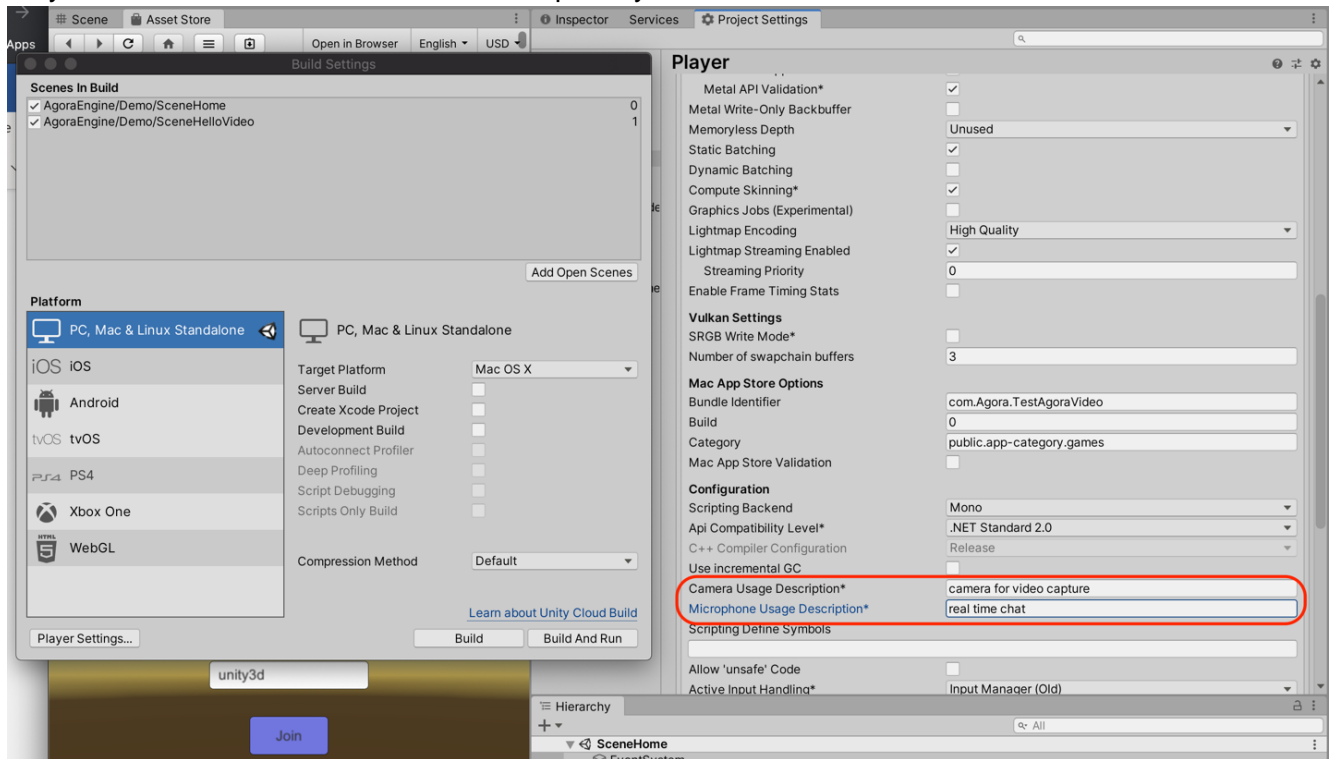 Scene
Asset Store
Inspector
Services
Project Settings
Apps
Open in Browser
English
USD
Build Settings
Scenes In Build
AgoraEngine/Demo/SceneHome 0
AgoraEngine/Demo/SceneHelloVideo 1
Add Open Scenes
Platform
PC, Mac & Linux Standalone
iOS iOS
Android
tvOS tvOS
PS4 PS4
Xbox One
HTML 5 WebGL
PC, Mac & Linux Standalone
Target Platform Mac OS X
Server Build
Create Xcode Project
Development Build
Autoconnect Profiler
Deep Profiling
Script Debugging
Scripts Only Build
Compression Method Default
Learn about Unity Cloud Build
Player Settings...
Build
Build And Run
unity3d
Join
Player
Metal API Validation*
Metal Write-Only Backbuffer
Memoryless Depth Unused
Static Batching
Dynamic Batching
Compute Skinning*
Graphics Jobs (Experimental)
Lightmap Encoding High Quality
Lightmap Streaming Enabled
Streaming Priority 0
Enable Frame Timing Stats
Vulkan Settings
SRGB Write Mode*
Number of swapchain buffers 3
Mac App Store Options
Bundle Identifier com.Agora.TestAgoraVideo
Build 0
Category public.app-category.games
Mac App Store Validation
Configuration
Scripting Backend Mono
Api Compatibility Level* .NET Standard 2.0
C++ Compiler Configuration Release
Use incremental GC
Camera Usage Description* camera for video capture
Microphone Usage Description* real time chat
Scripting Define Symbols
Allow 'unsafe' Code
Active Input Handling* Input Manager (Old)
Hierarchy
All
SceneHome
EventSystem